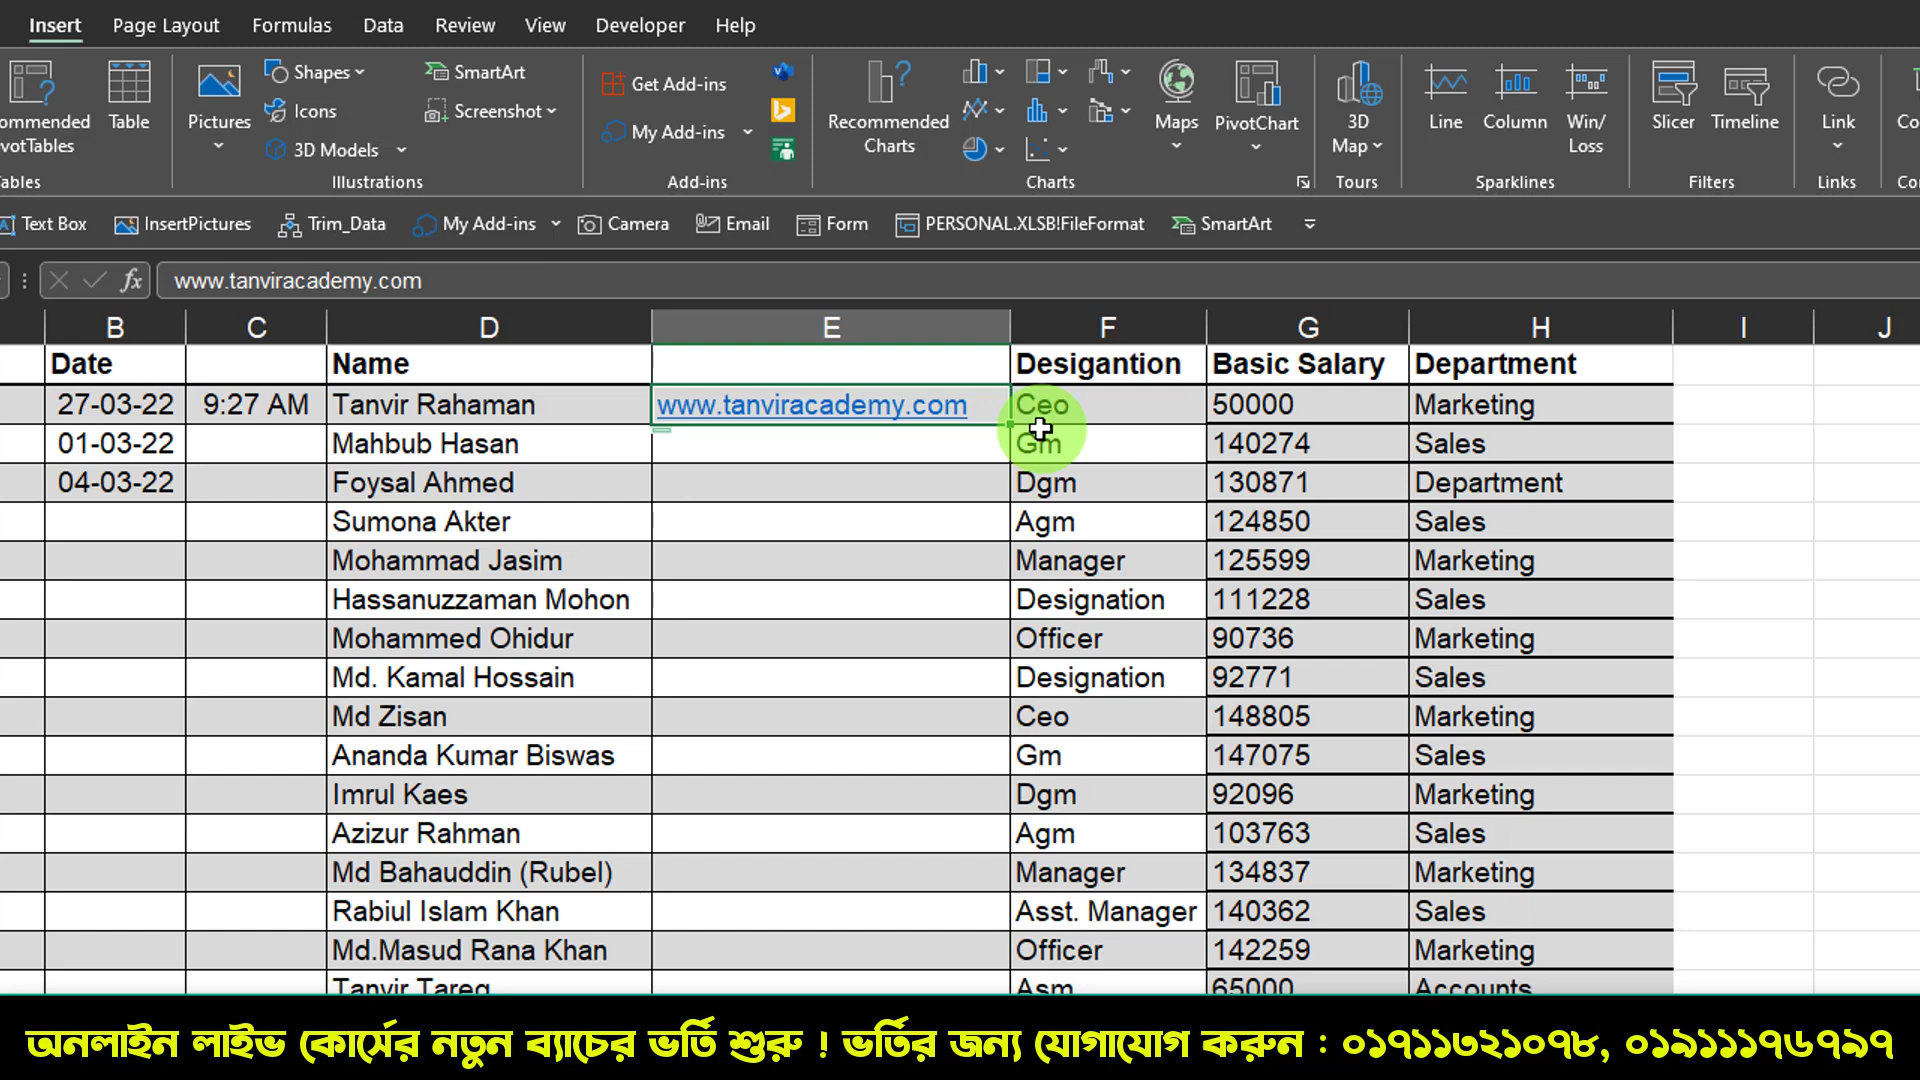 Insert Page Layout Formulas Data Review View Developer Help
Shapes SmartArt Get Add-ins
Icons Screenshot
ommended Table Pictures My Add-ins Recommended Maps PivotChart 3D Line Column Win/ Slicer Timeline Link Co
votTables 3D Models Charts Map Loss
ables Illustrations Add-ins Charts Tours Sparklines Filters Links Co
Text Box InsertPictures Trim_Data My Add-ins Camera Email Form PERSONAL.XLSB!FileFormat SmartArt
fx www.tanviracademy.com
B C D E F G H I J
Date Name Desigantion Basic Salary Department
27-03-22 9:27 AM Tanvir Rahaman www.tanviracademy.com Ceo 50000 Marketing
01-03-22 Mahbub Hasan Gm 140274 Sales
04-03-22 Foysal Ahmed Dgm 130871 Department
Sumona Akter Agm 124850 Sales
Mohammad Jasim Manager 125599 Marketing
Hassanuzzaman Mohon Designation 111228 Sales
Mohammed Ohidur Officer 90736 Marketing
Md. Kamal Hossain Designation 92771 Sales
Md Zisan Ceo 148805 Marketing
Ananda Kumar Biswas Gm 147075 Sales
Imrul Kaes Dgm 92096 Marketing
Azizur Rahman Agm 103763 Sales
Md Bahauddin (Rubel) Manager 134837 Marketing
Rabiul Islam Khan Asst. Manager 140362 Sales
Md.Masud Rana Khan Officer 142259 Marketing
Tanvir Tareq Asm 65000 Accounts
অনলাইন লাইভ কোর্সের নতুন ব্যাচের ভর্তি শুরু ! ভর্তির জন্য যোগাযোগ করুন : ০১৭১১৩২১০৭৮, ০১৯১১১৭৬৭৯৭